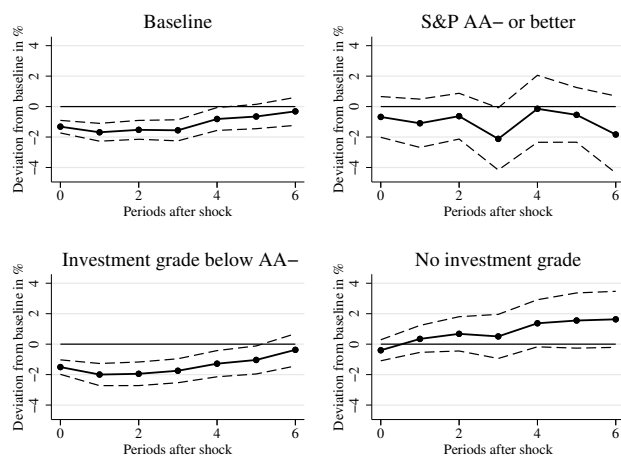 Baseline
Deviation from baseline in %
4
2
0
−2
−4
0 2 4 6
Periods after shock
S&P AA− or better
Deviation from baseline in %
4
2
0
−2
−4
0 2 4 6
Periods after shock
Investment grade below AA−
Deviation from baseline in %
4
2
0
−2
−4
0 2 4 6
Periods after shock
No investment grade
Deviation from baseline in %
4
2
0
−2
−4
0 2 4 6
Periods after shock